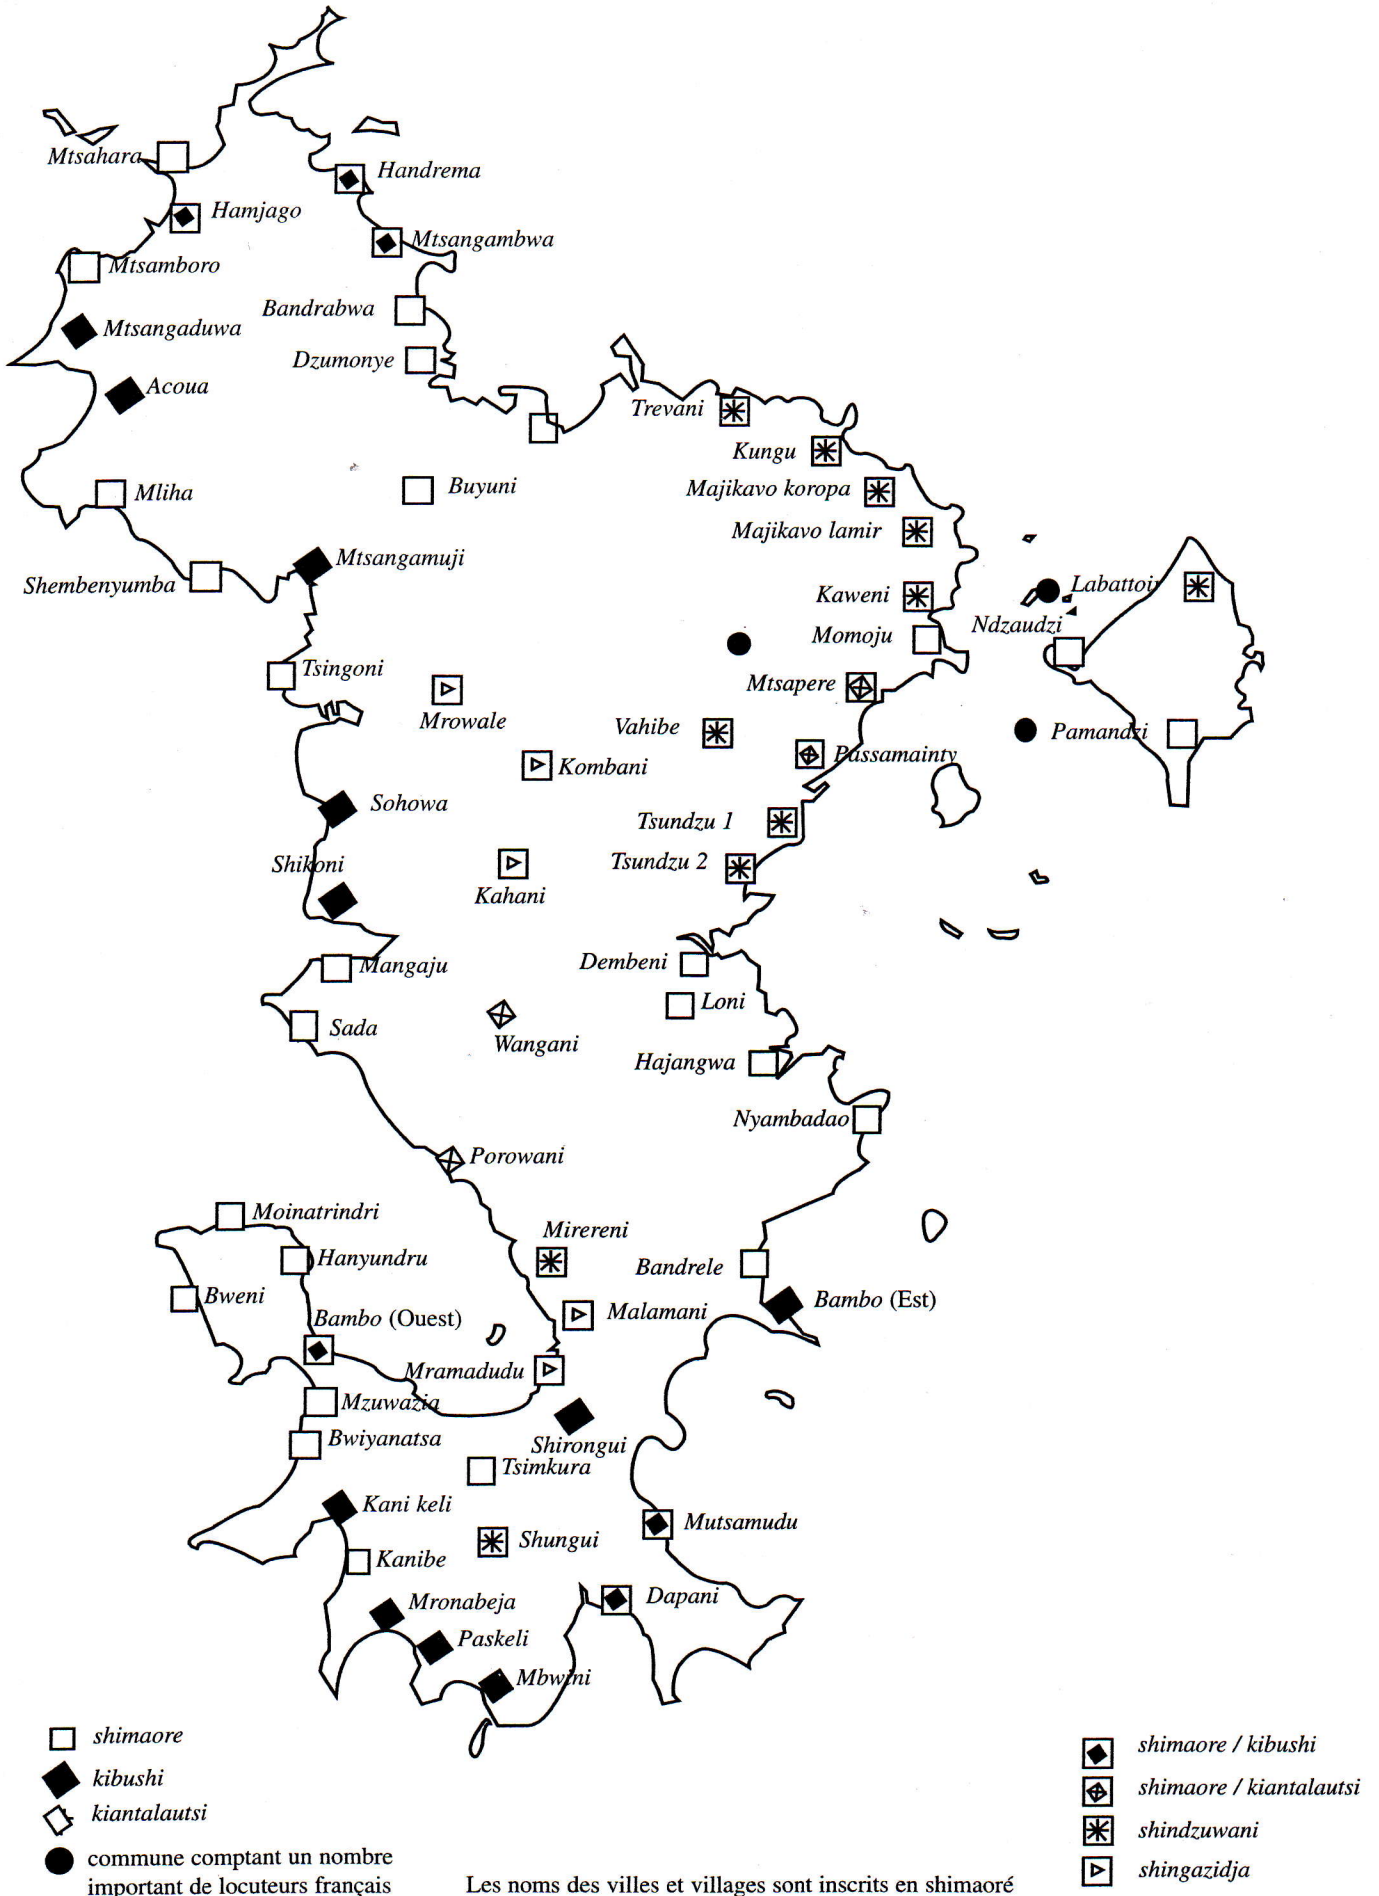 Mtsahara
Handrema
Hamjago
Mtsangambwa
Mtsamboro
Bandrabwa
Mtsangaduwa
Dzumonye
Acoua
Trevani
Kungu
Buyuni
Majikavo koropa
Mliha
Majikavo lamir
Mtsangamuji
Shembenyumba
Labattoir
Kaweni
Ndzaudzi
Momoju
Tsingoni
Mtsapere
Mrowale
Vahibe
Pamandzi
Passamainty
Kombani
Sohowa
Tsundzu 1
Shikoni
Tsundzu 2
Kahani
Dembeni
Mangaju
Loni
Sada
Wangani
Hajangwa
Nyambadao
Porowani
Moinatrindri
Mirereni
Hanyundru
Bandrele
Bweni
Bambo (Est)
Malamani
Bambo (Ouest)
Mramadudu
Mzuwazia
Bwiyanatsa
Shirongui
Tsimkura
Kani keli
Mutsamudu
Shungui
Kanibe
Dapani
Mronabeja
Paskeli
Mbwini
shimaore
kibushi
kiantalautsi
commune comptant un nombre
important de locuteurs français
shimaore / kibushi
shimaore / kiantalautsi
shindzuwani
shingazidja
Les noms des villes et villages sont inscrits en shimaoré